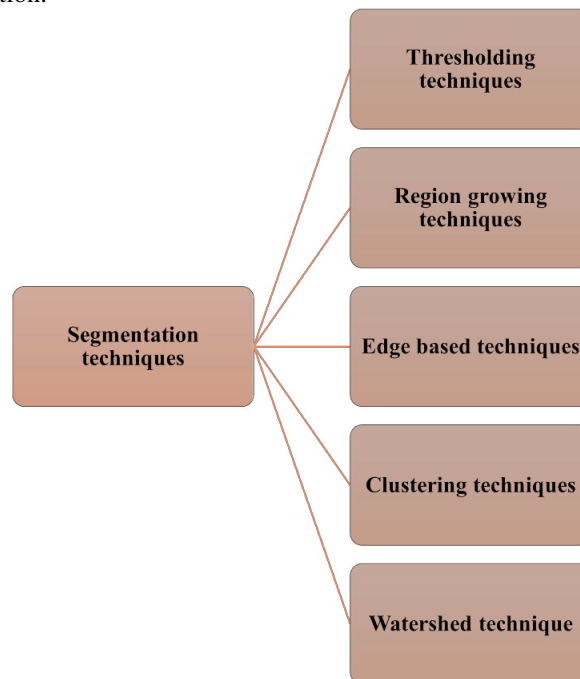 Thresholding
techniques
Region growing
techniques
Segmentation
techniques
Edge based techniques
Clustering techniques
Watershed technique